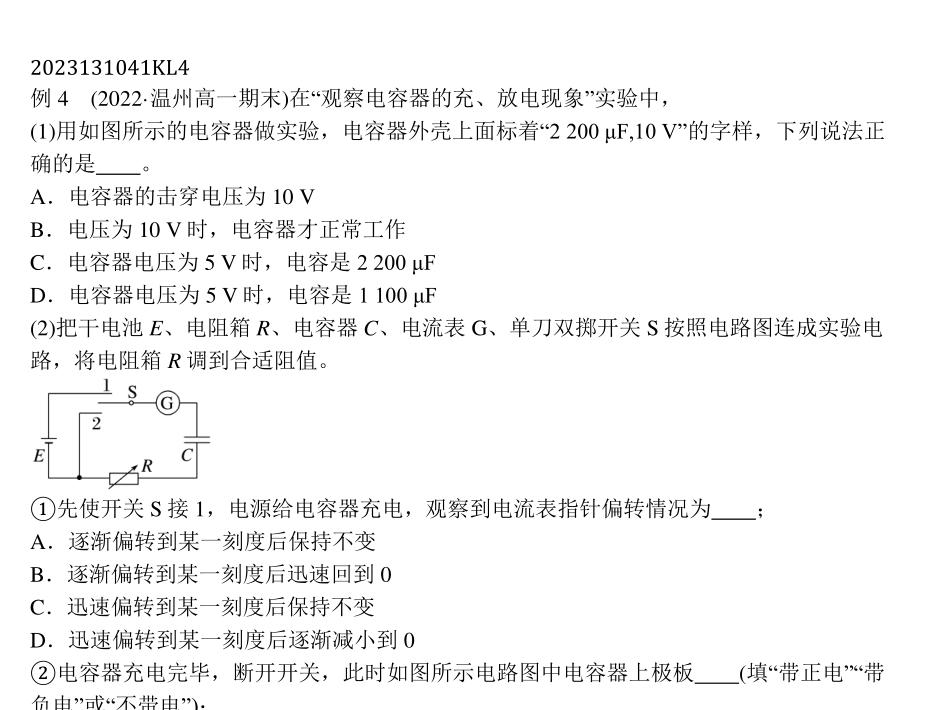 2023131041KL4
例 4 (2022·温州高一期末)在“观察电容器的充、放电现象”实验中，
(1)用如图所示的电容器做实验，电容器外壳上面标着“2 200 μF,10 V”的字样，下列说法正
确的是____。
A．电容器的击穿电压为 10 V
B．电压为 10 V 时，电容器才正常工作
C．电容器电压为 5 V 时，电容是 2 200 μF
D．电容器电压为 5 V 时，电容是 1 100 μF
(2)把干电池 E、电阻箱 R、电容器 C、电流表 G、单刀双掷开关 S 按照电路图连成实验电
路，将电阻箱 R 调到合适阻值。
1 S
G
2
E
C
R
①先使开关 S 接 1，电源给电容器充电，观察到电流表指针偏转情况为____；
A．逐渐偏转到某一刻度后保持不变
B．逐渐偏转到某一刻度后迅速回到 0
C．迅速偏转到某一刻度后保持不变
D．迅速偏转到某一刻度后逐渐减小到 0
②电容器充电完毕，断开开关，此时如图所示电路图中电容器上极板____(填“带正电”“带
负电”或“不带电”)；